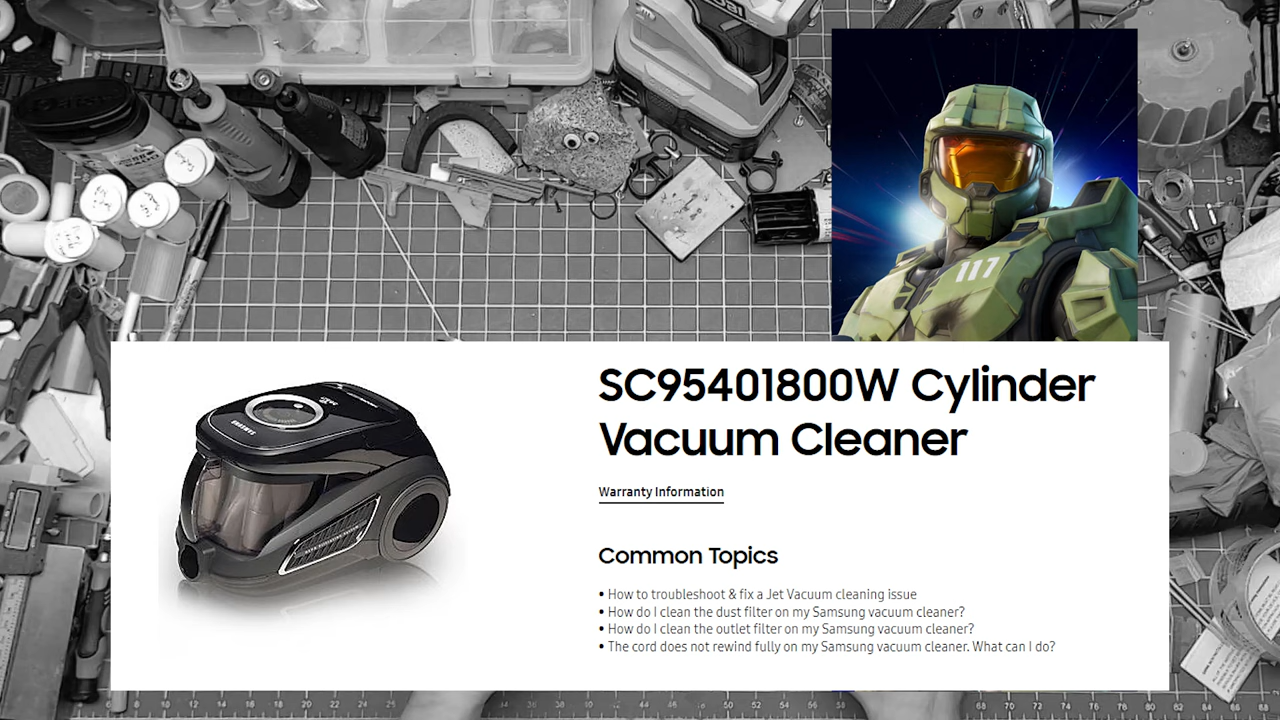 117
SC95401800W Cylinder
Vacuum Cleaner
Warranty Information
Common Topics
• How to troubleshoot & fix a Jet Vacuum cleaning issue
• How do I clean the dust filter on my Samsung vacuum cleaner?
• How do I clean the outlet filter on my Samsung vacuum cleaner?
• The cord does not rewind fully on my Samsung vacuum cleaner. What can I do?